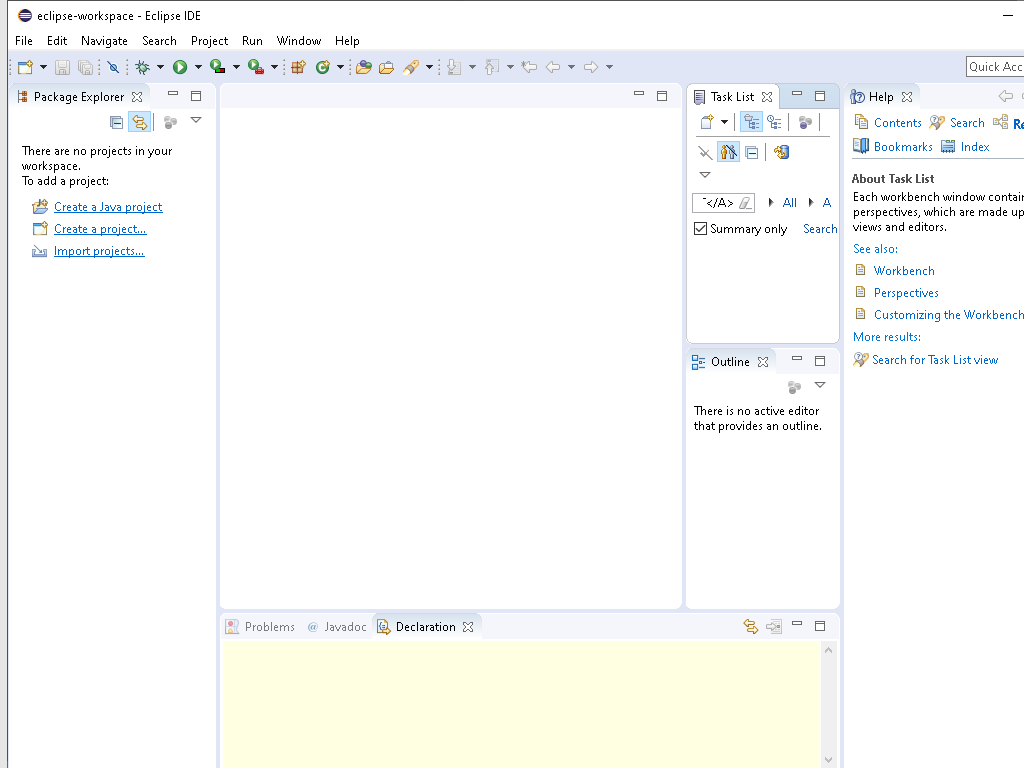 eclipse-workspace - Eclipse IDE
File Edit Navigate Search Project Run Window Help
Quick Acc
Package Explorer
There are no projects in your
workspace.
To add a project:
Create a Java project
Create a project...
Import projects...
Task List
</A> All A
Summary only Search
Outline
There is no active editor
that provides an outline.
Help
Contents Search Re
Bookmarks Index
About Task List
Each workbench window contain
perspectives, which are made up
views and editors.
See also:
Workbench
Perspectives
Customizing the Workbench
More results:
Search for Task List view
Problems @ Javadoc Declaration